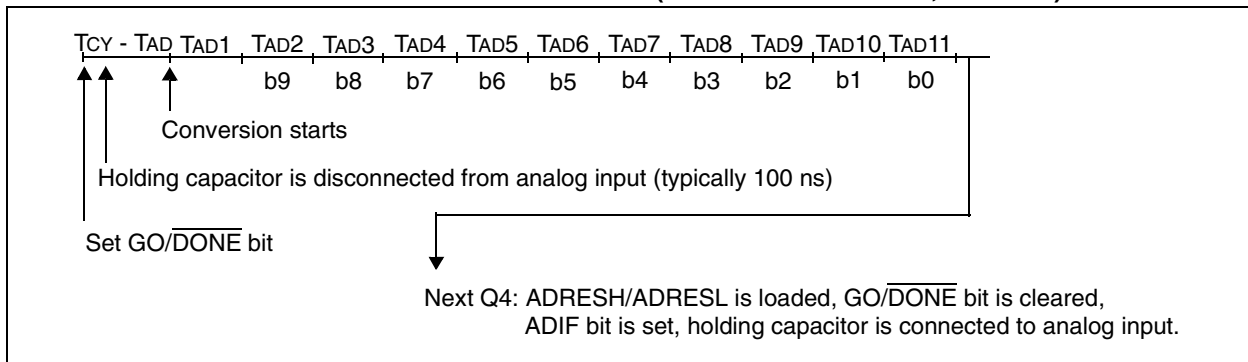 TCY - TAD TAD1 TAD2 TAD3 TAD4 TAD5 TAD6 TAD7 TAD8 TAD9 TAD10 TAD11
b9 b8 b7 b6 b5 b4 b3 b2 b1 b0
Conversion starts
Holding capacitor is disconnected from analog input (typically 100 ns)
Set GO/DONE bit
Next Q4: ADRESH/ADRESL is loaded, GO/DONE bit is cleared,
ADIF bit is set, holding capacitor is connected to analog input.